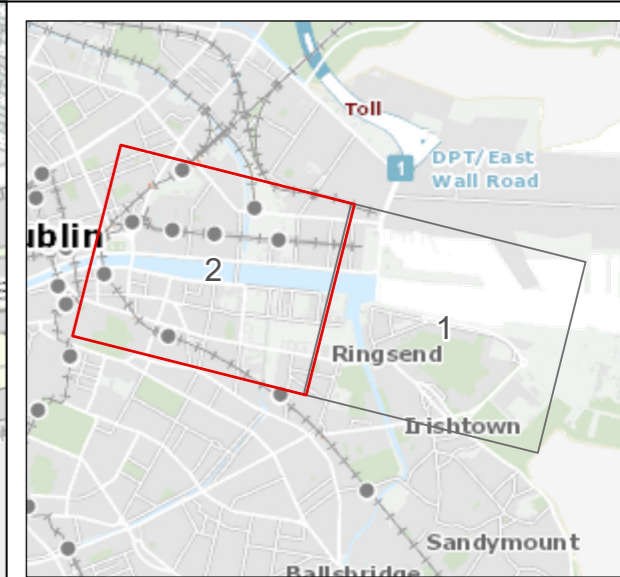 Toll
1
DPT/East
Wall Road
ublin
2
1
Ringsend
Irishtown
Sandymount
Ballsbridge